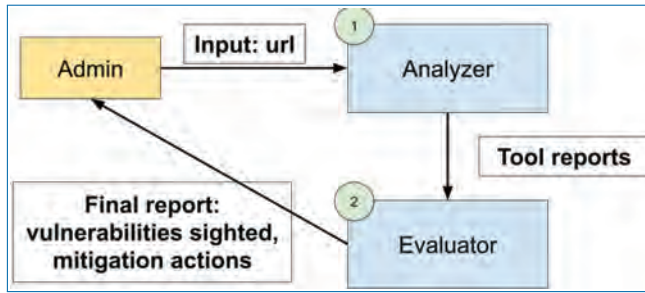 Admin
Input: url
1
Analyzer
Tool reports
Final report:
vulnerabilities sighted,
mitigation actions
2
Evaluator